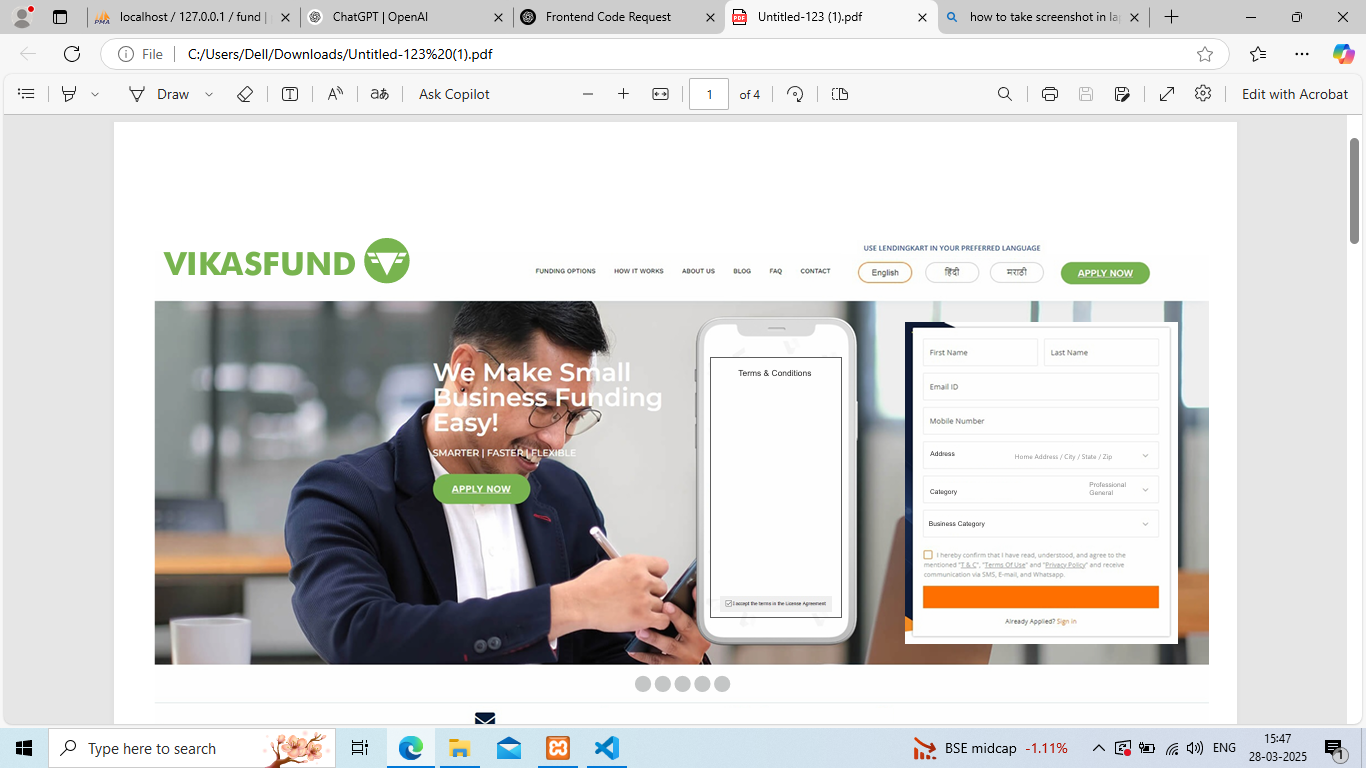 localhost / 127.0.0.1 / fund |
ChatGPT | OpenAI
Frontend Code Request
Untitled-123 (1).pdf
how to take screenshot in la
File
C:/Users/Dell/Downloads/Untitled-123%20(1).pdf
Draw
Ask Copilot
1
of 4
Edit with Acrobat
VIKASFUND
USE LENDINGKART IN YOUR PREFERRED LANGUAGE
FUNDING OPTIONS
HOW IT WORKS
ABOUT US
BLOG
FAQ
CONTACT
English
हिंदी
मराठी
APPLY NOW
We Make Small
Business Funding
Easy!
SMARTER | FASTER | FLEXIBLE
APPLY NOW
Terms & Conditions
I accept the terms in the License Agreement
First Name
Last Name
Email ID
Mobile Number
Address
Home Address / City / State / Zip
Category
Professional
General
Business Category
I hereby confirm that I have read, understood, and agree to the
mentioned "T & C", "Terms Of Use" and "Privacy Policy" and receive
communication via SMS, E-mail, and Whatsapp.
Already Applied? Sign in
Type here to search
BSE midcap -1.11%
ENG
15:47
28-03-2025
1